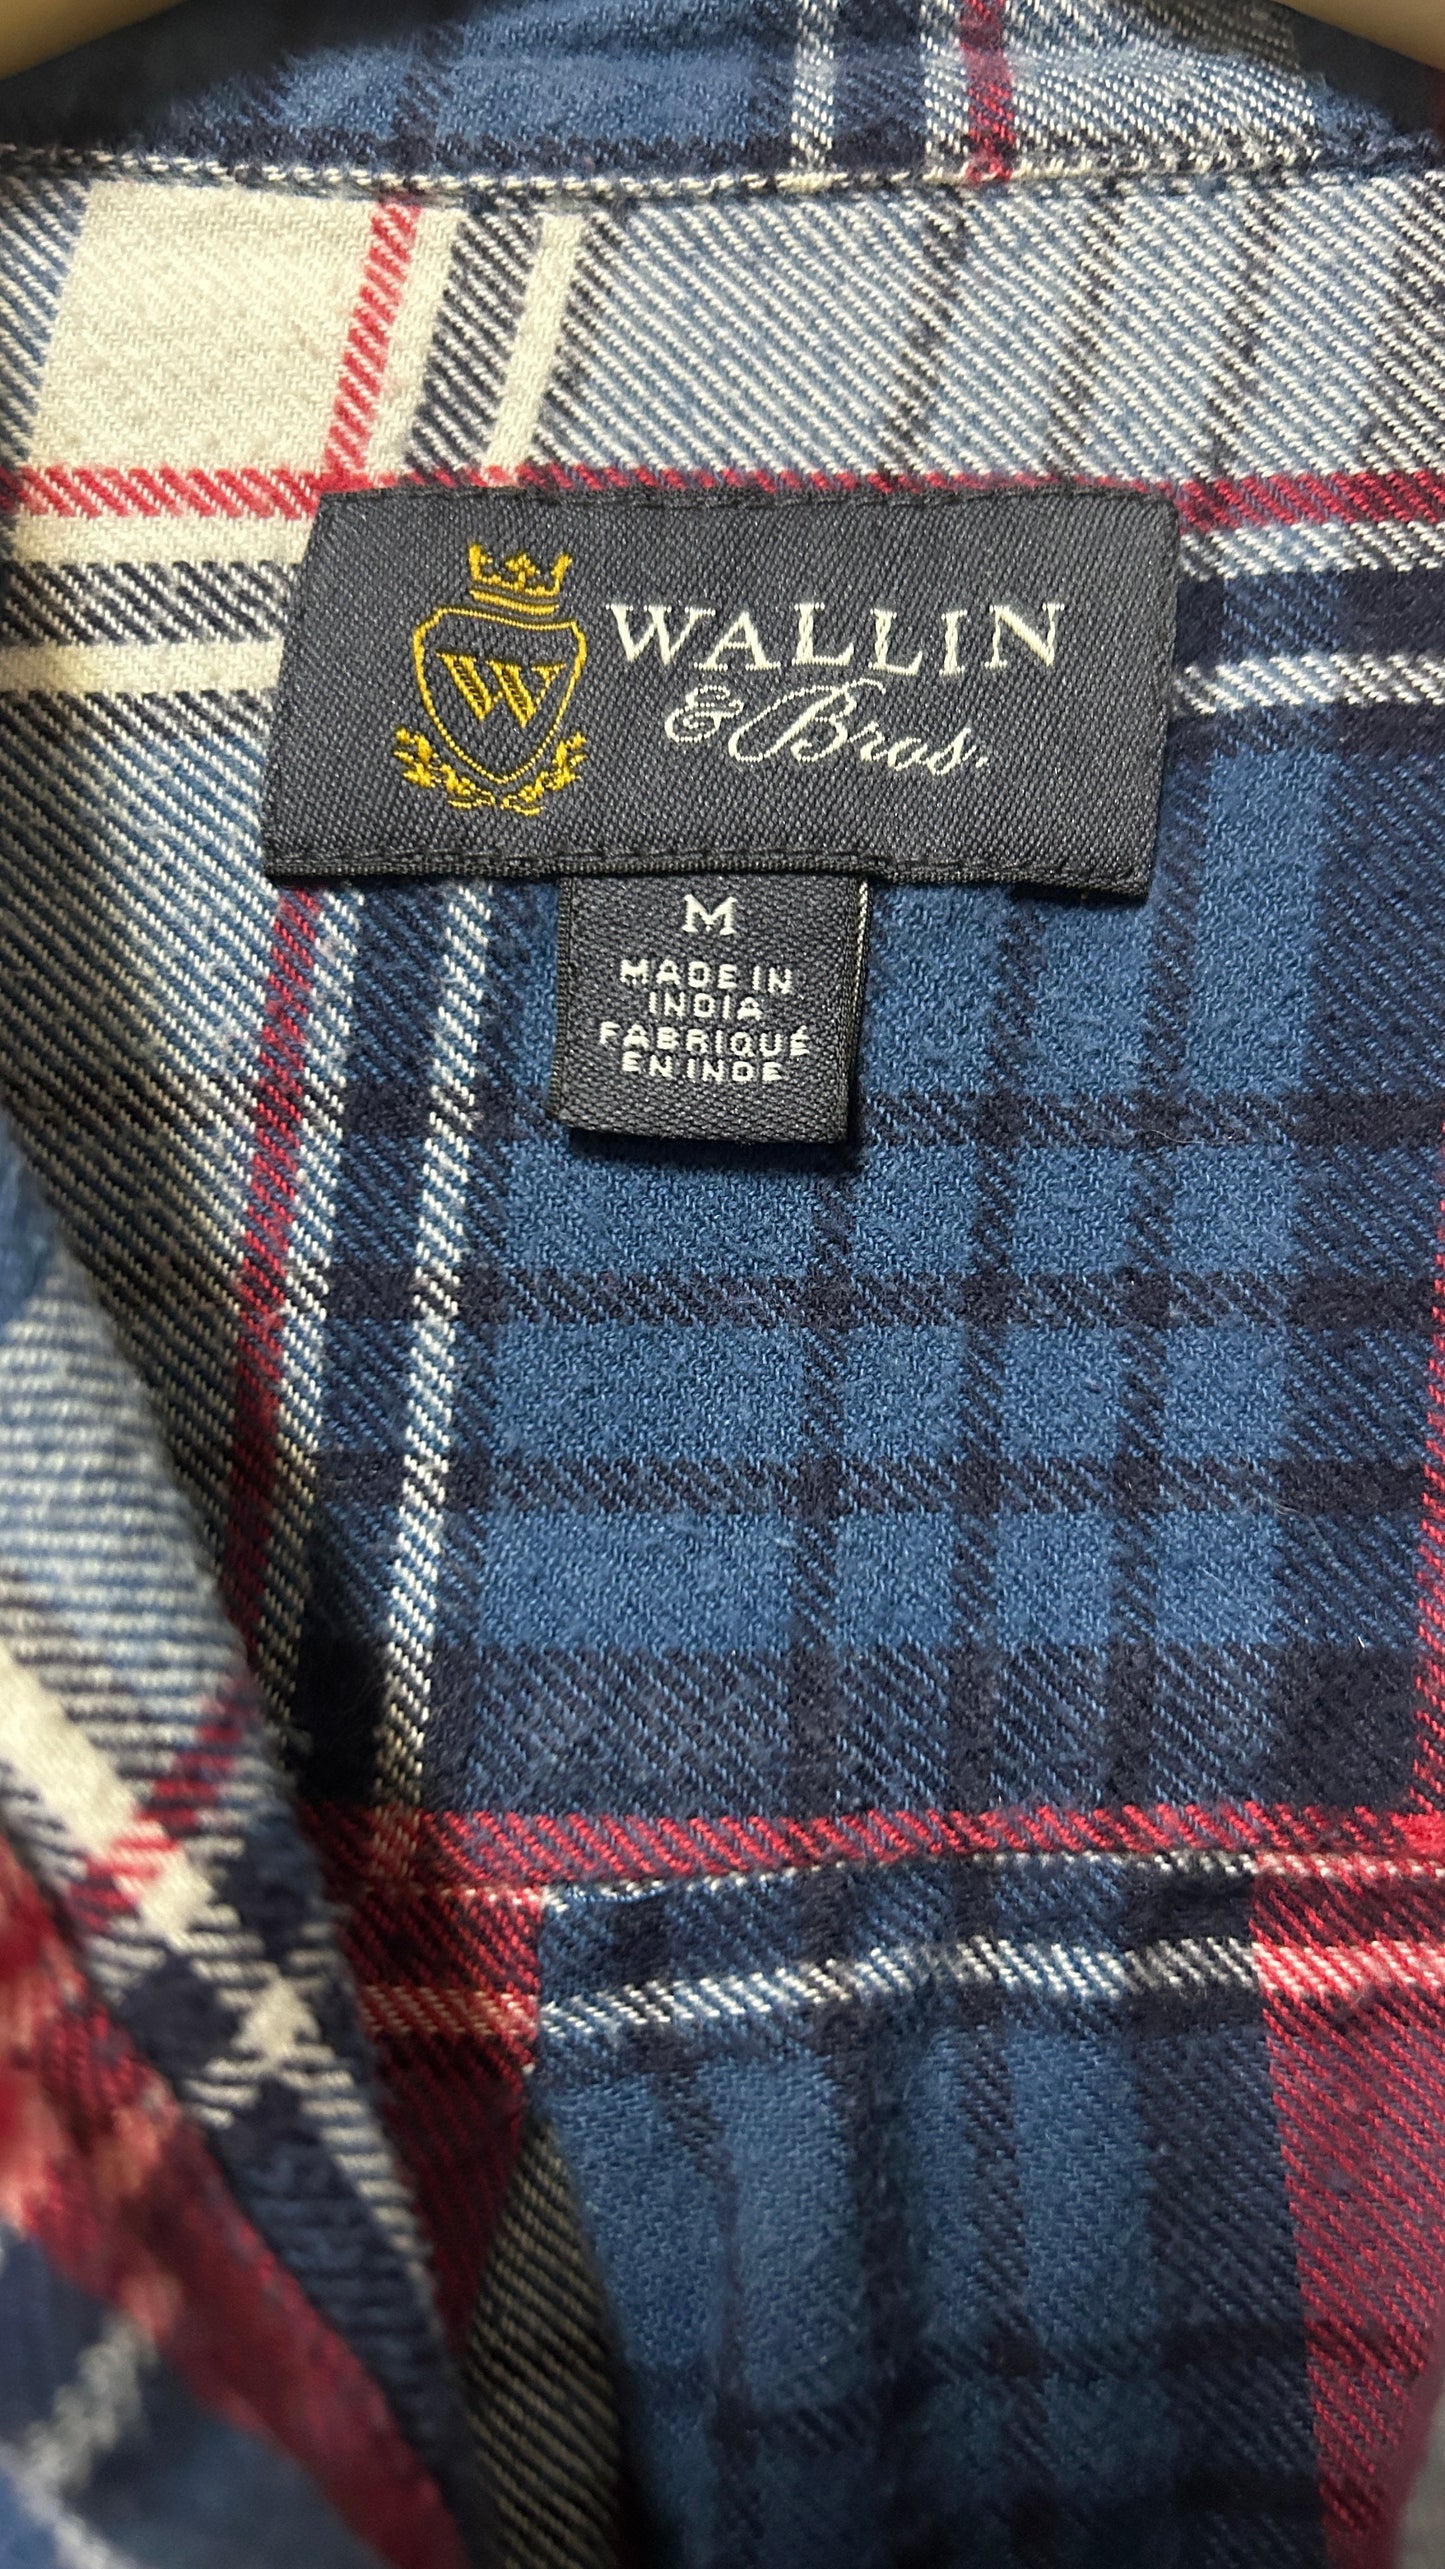 W
WALLIN
& Bros.
M
MADE IN
INDIA
FABRIQUÉ
EN INDE